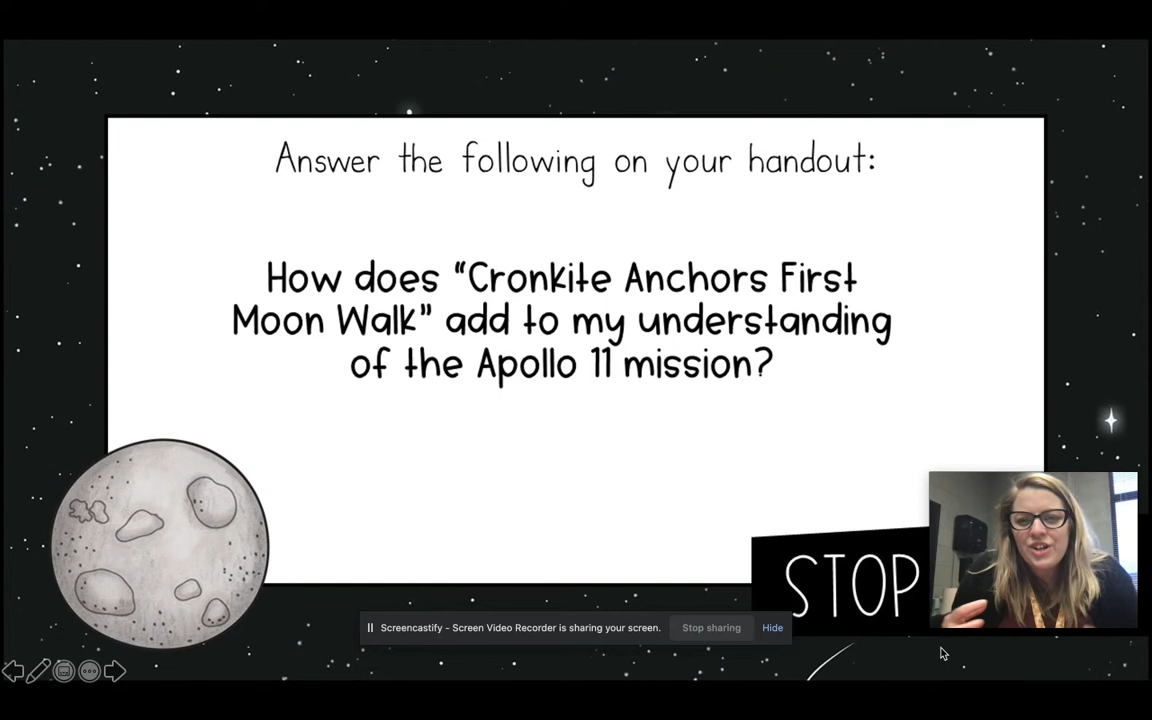 Answer the following on your handout:
How does “Cronkite Anchors First
Moon Walk” add to my understanding
of the Apollo 11 mission?
STOP
Screencastify - Screen Video Recorder is sharing your screen. Stop sharing Hide